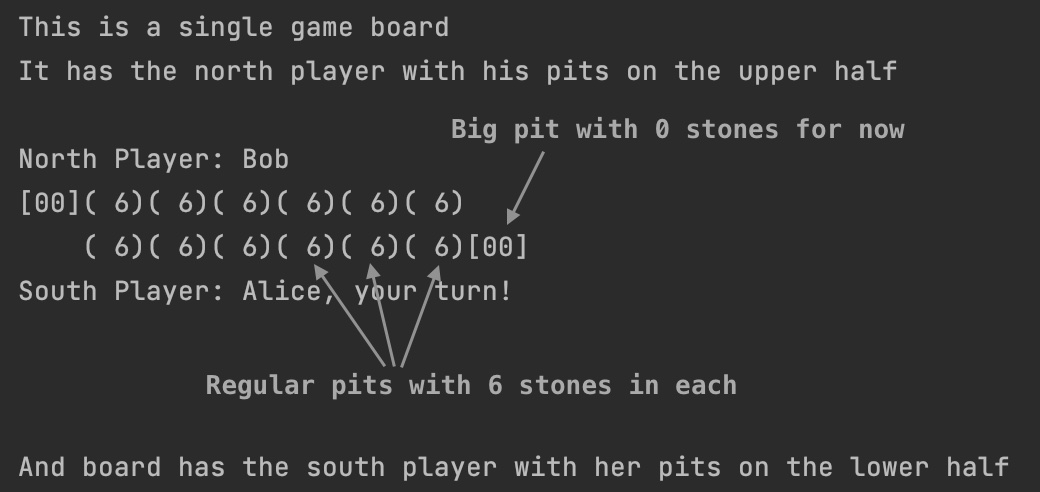 This is a single game board
It has the north player with his pits on the upper half
Big pit with 0 stones for now
North Player: Bob
[00]( 6)( 6)( 6)( 6)( 6)( 6)
( 6)( 6)( 6)( 6)( 6)( 6)[00]
South Player: Alice, your turn!
Regular pits with 6 stones in each
And board has the south player with her pits on the lower half